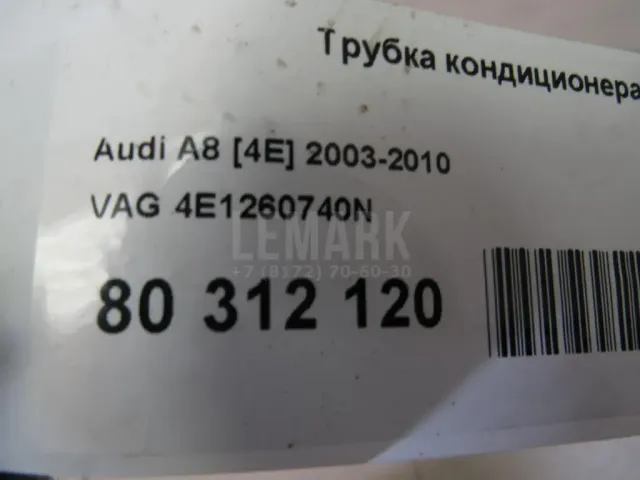 Трубка кондиционера
Audi A8 [4E] 2003-2010
VAG 4E1260740N
LEMARK
+7 (8172) 70-60-30
80 312 120